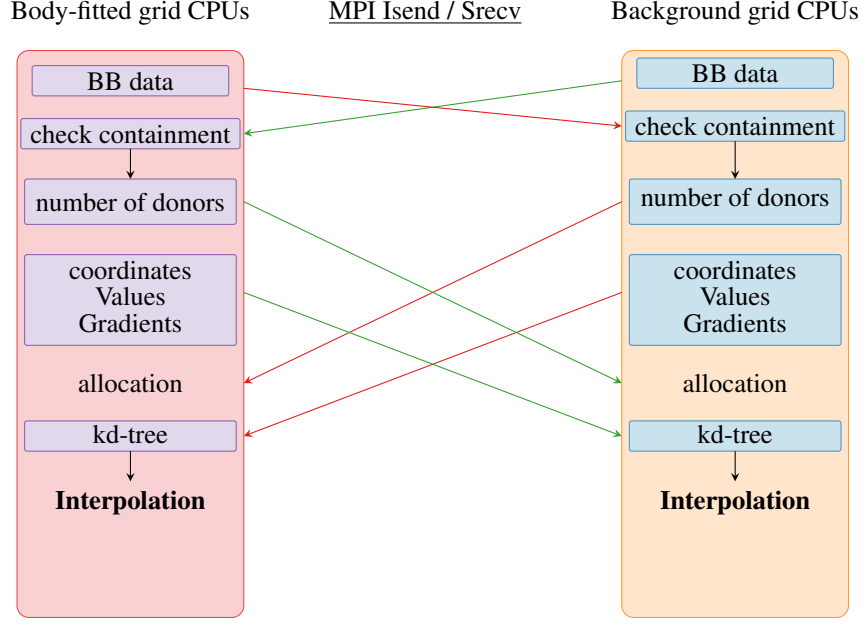 Body-fitted grid CPUs
MPI Isend / Srecv
Background grid CPUs
BB data
check containment
number of donors
coordinates
Values
Gradients
allocation
kd-tree
Interpolation
BB data
check containment
number of donors
coordinates
Values
Gradients
allocation
kd-tree
Interpolation